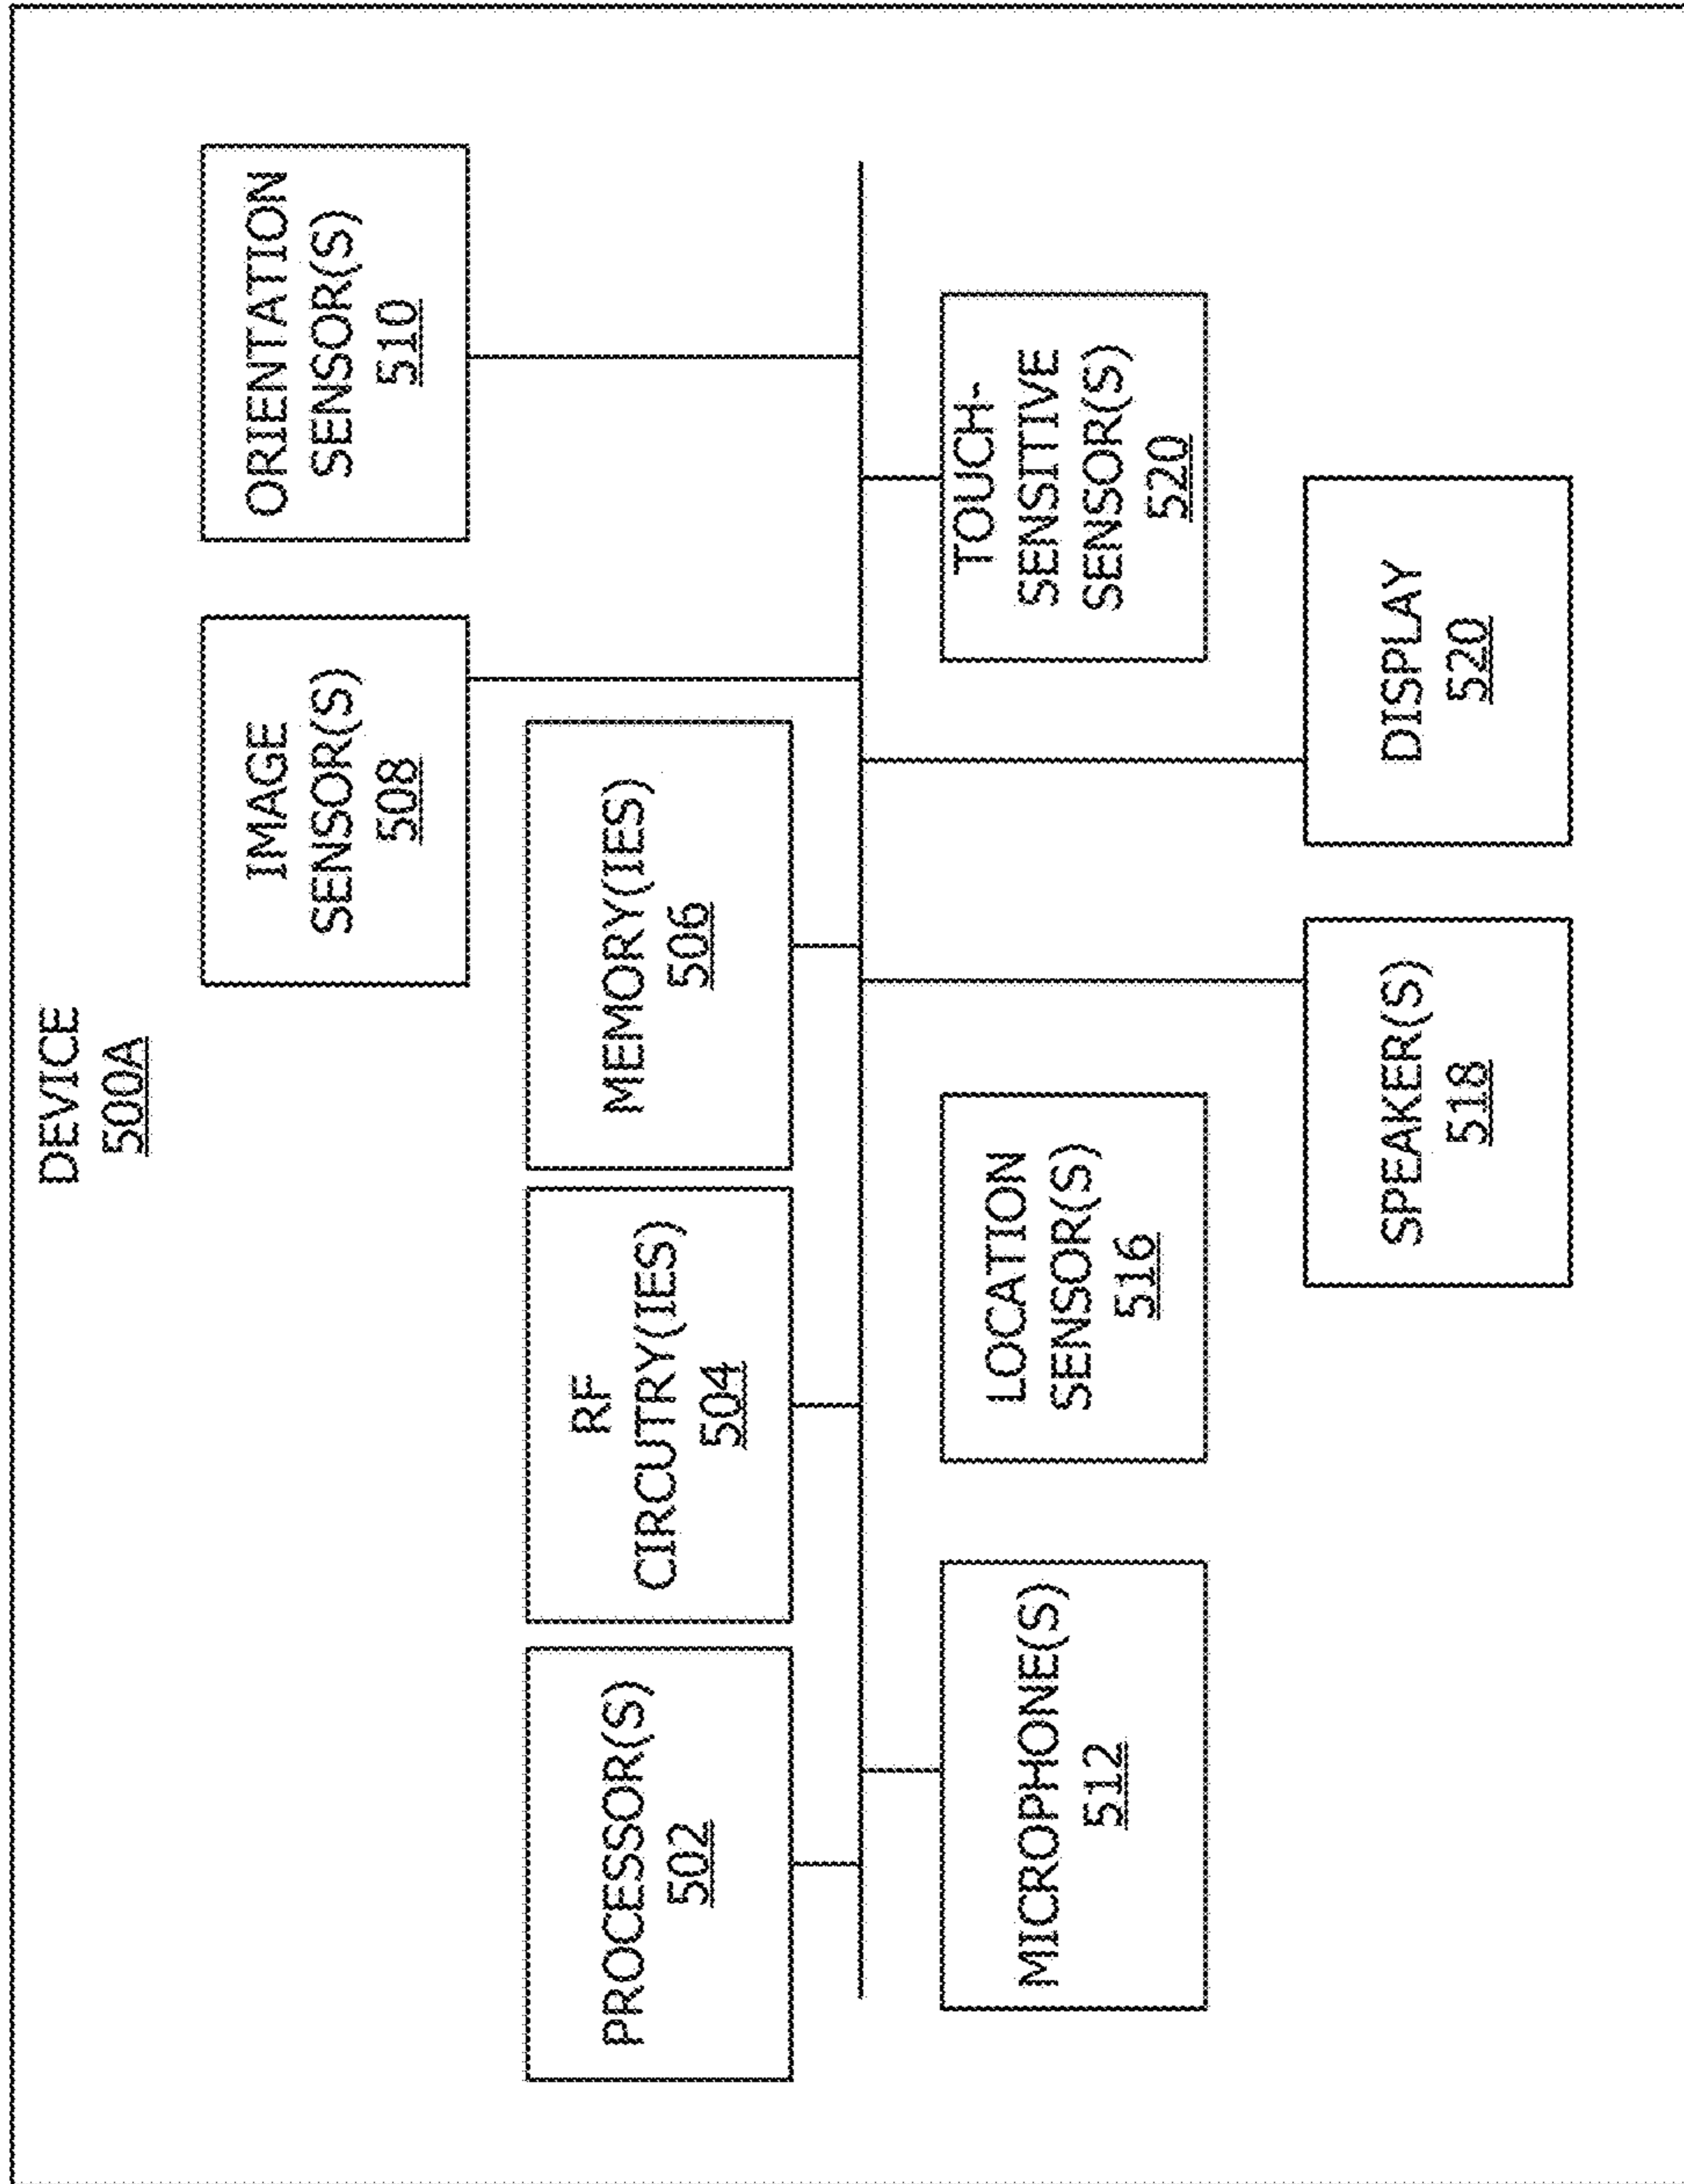 DEVICE
500A
IMAGE
SENSOR(S)
508
ORIENTATION
SENSOR(S)
510
PROCESSOR(S)
502
RF
CIRCUTRY(IES)
504
MEMORY(IES)
506
MICROPHONE(S)
512
LOCATION
SENSOR(S)
516
TOUCH-
SENSITIVE
SENSOR(S)
520
SPEAKER(S)
518
DISPLAY
520